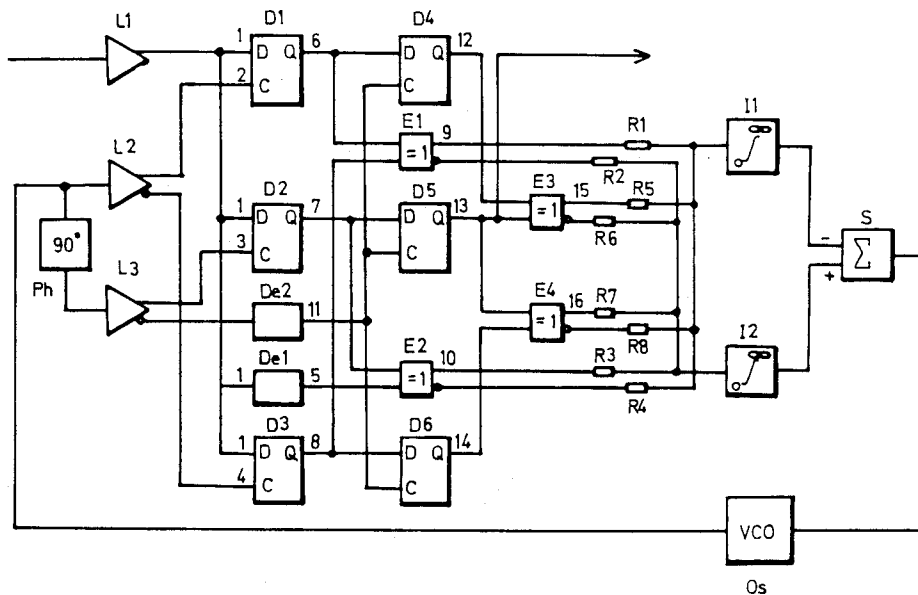 L1
D1
D4
1
D Q
6
D Q
12
2
C
C
L2
E1
9
R1
I1
= 1
R2
D2
D5
E3
15
R5
1
D Q
7
D Q
13
= 1
R6
S
3
C
C
- 
Σ
+
90°
Ph
L3
De2
11
E4
16
R7
= 1
R8
I2
De1
E2
10
R3
1
5
= 1
R4
D3
D6
1
D Q
8
D Q
14
4
C
C
VCO
Os